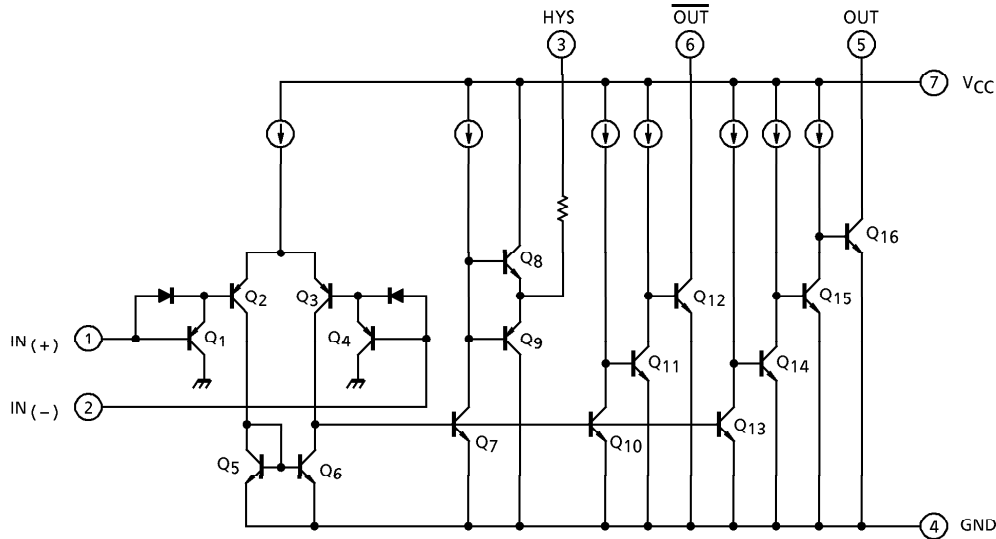 HYS
OUT
OUT
3
6
5
7
VCC
Q8
Q16
Q2
Q3
Q12
Q15
IN(+)
1
Q1
Q4
Q9
Q11
Q14
IN(−)
2
Q7
Q10
Q13
Q5
Q6
4
GND